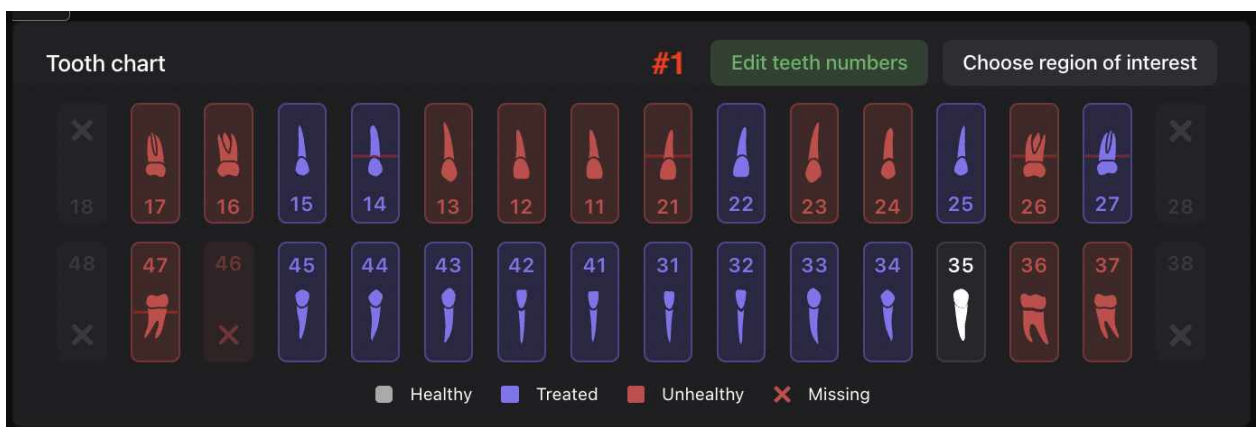 Tooth chart #1 Edit teeth numbers Choose region of interest
18 17 16 15 14 13 12 11 21 22 23 24 25 26 27 28
48 47 46 45 44 43 42 41 31 32 33 34 35 36 37 38
Healthy Treated Unhealthy Missing